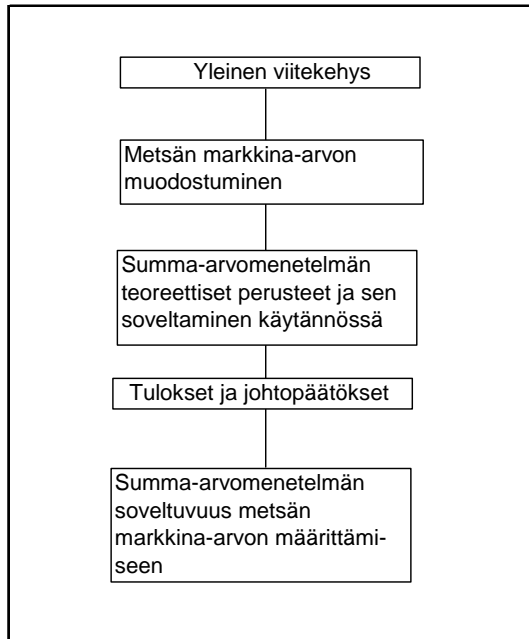 Yleinen viitekehys
Metsän markkina-arvon
muodostuminen
Summa-arvomenetelmän
teoreettiset perusteet ja sen
soveltaminen käytännössä
Tulokset ja johtopäätökset
Summa-arvomenetelmän
soveltuvuus metsän
markkina-arvon määrittämi-
seen